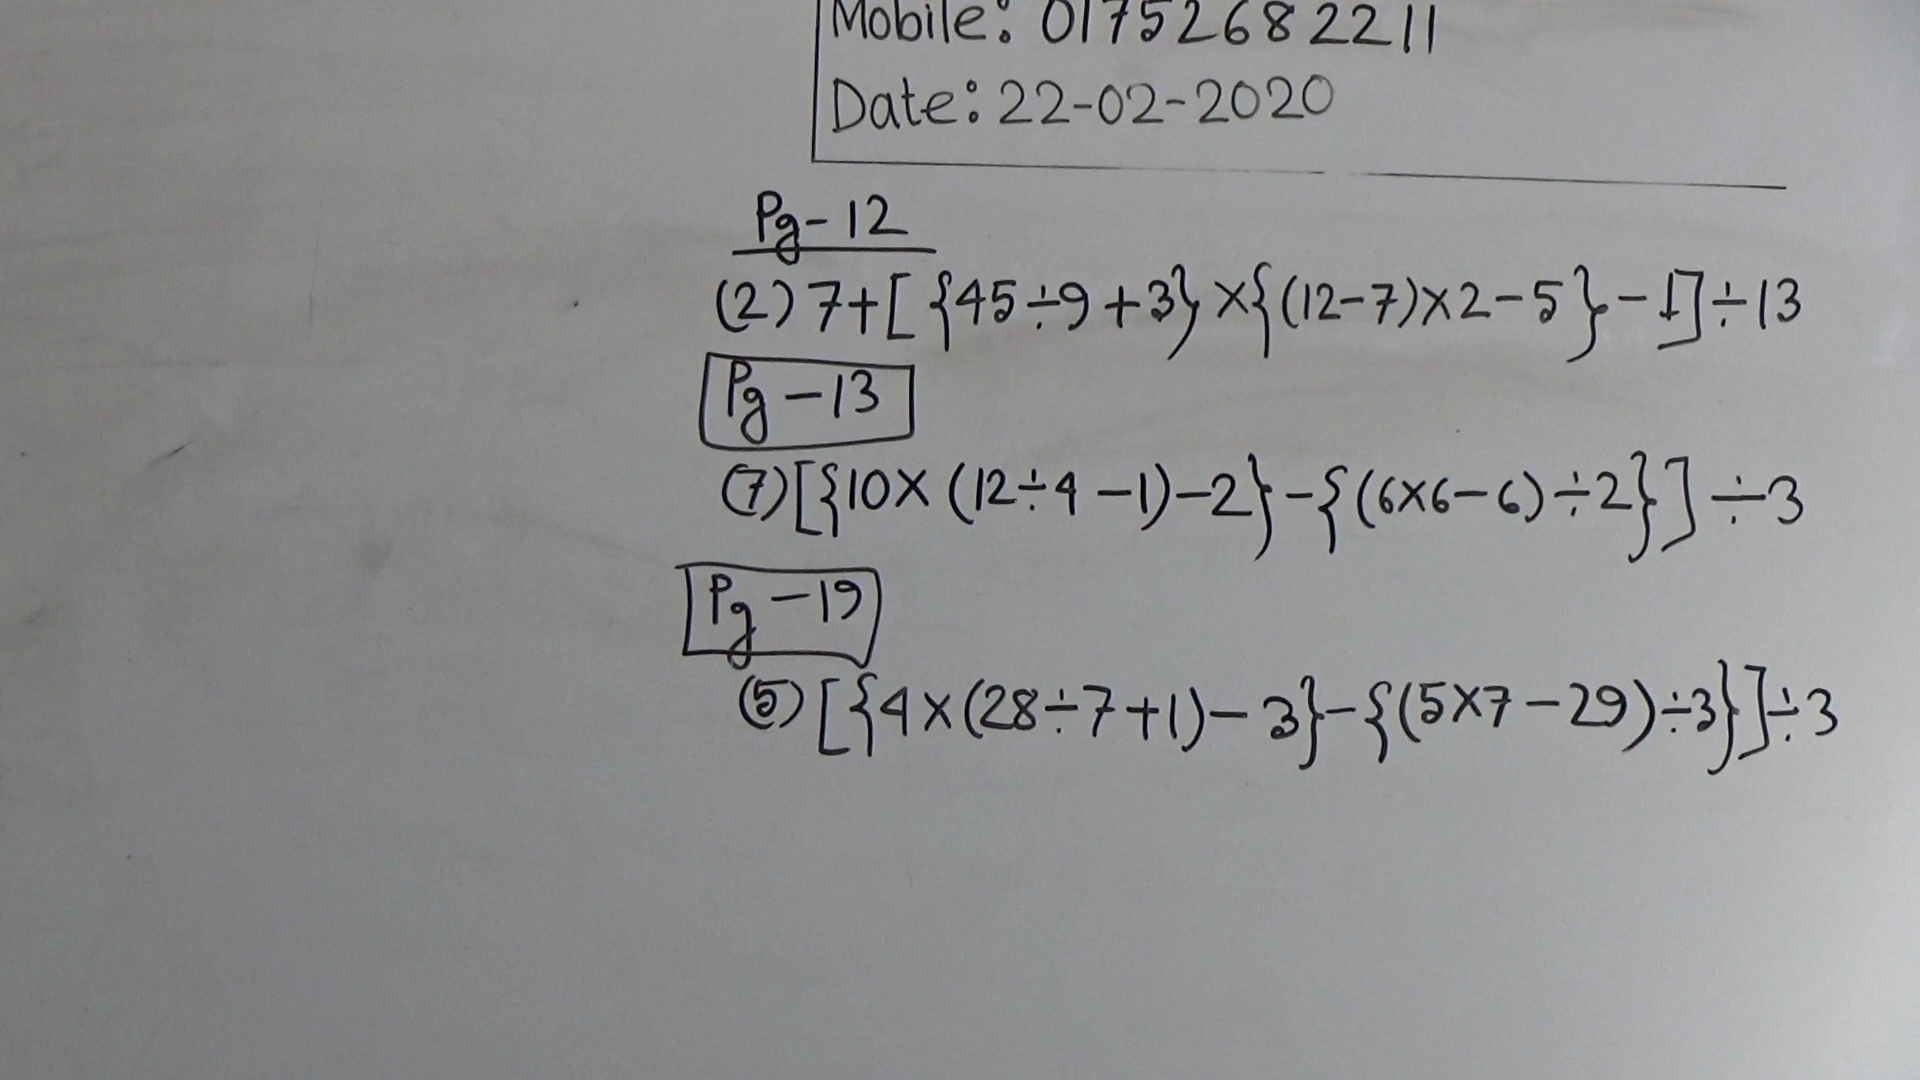 Mobile: 01752682211
Date: 22-02-2020
Pg-12
(2) 7+[{45÷9+3}×{(12-7)×2-5}-1]÷13
Pg-13
(7) [{10×(12÷4-1)-2}-{(6×6-6)÷2}]÷3
Pg-19
(5) [{4×(28÷7+1)-3}-{(5×7-29)÷3}]÷3